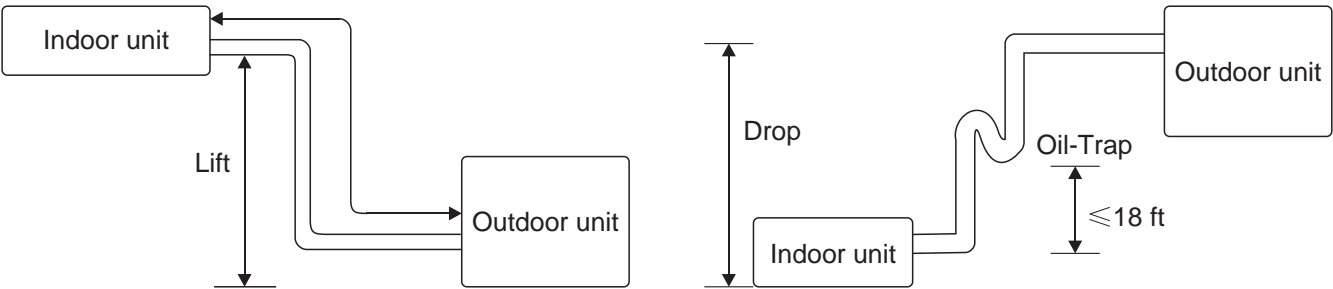 Indoor unit
Lift
Outdoor unit
Drop
Indoor unit
Oil-Trap
≤18 ft
Outdoor unit